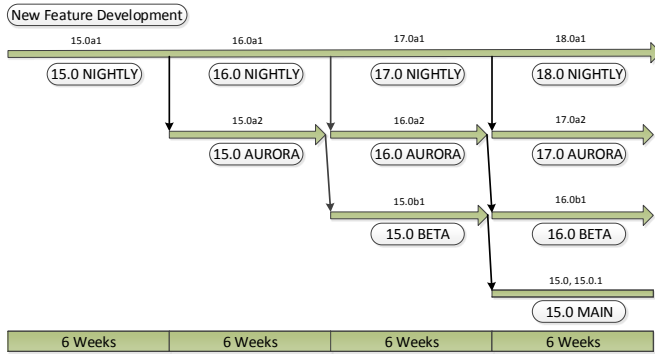 New Feature Development
15.0a1
16.0a1
17.0a1
18.0a1
15.0 NIGHTLY
16.0 NIGHTLY
17.0 NIGHTLY
18.0 NIGHTLY
15.0a2
16.0a2
17.0a2
15.0 AURORA
16.0 AURORA
17.0 AURORA
15.0b1
16.0b1
15.0 BETA
16.0 BETA
15.0, 15.0.1
15.0 MAIN
6 Weeks
6 Weeks
6 Weeks
6 Weeks